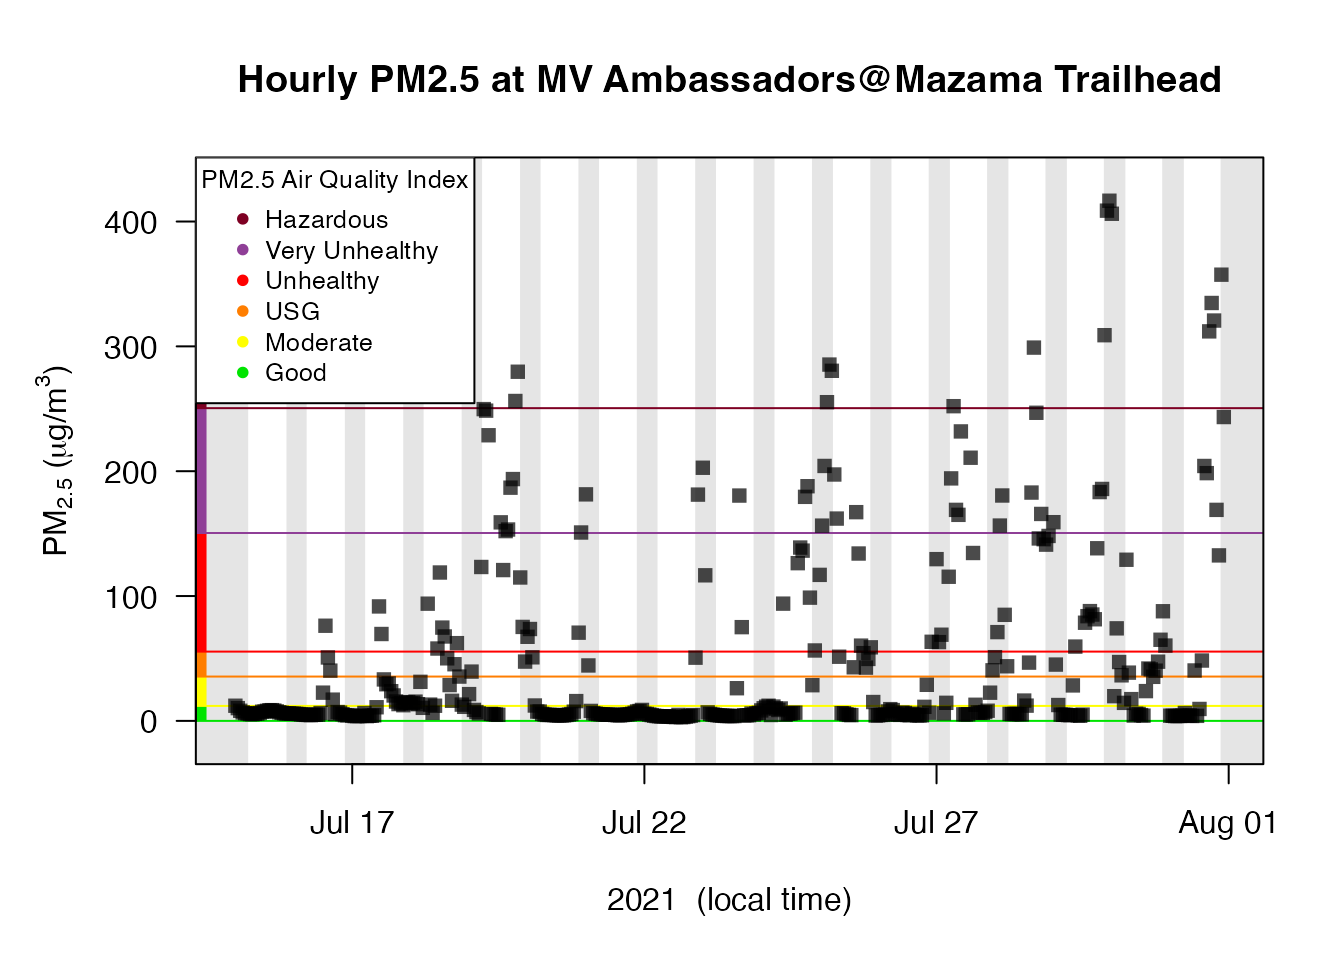 Hourly PM2.5 at MV Ambassadors@Mazama Trailhead
PM2.5 Air Quality Index
Hazardous
Very Unhealthy
Unhealthy
USG
Moderate
Good
PM2.5 (μg/m3)
400
300
200
100
0
Jul 17
Jul 22
Jul 27
Aug 01
2021 (local time)